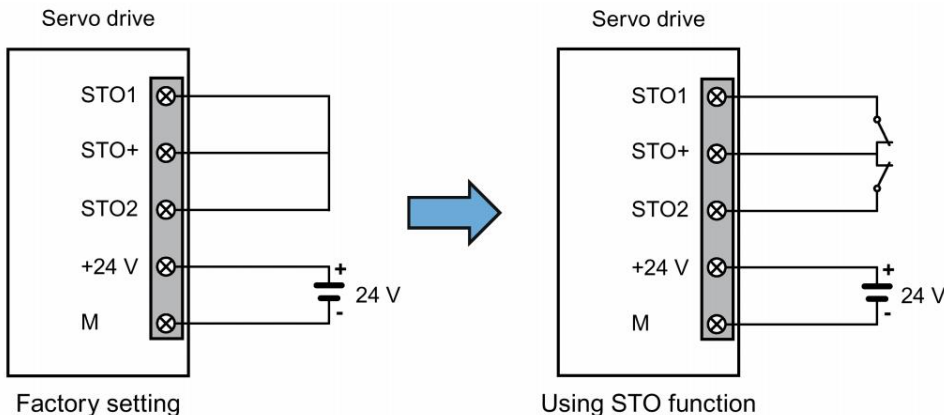 Servo drive
STO1
STO+
STO2
+24 V
M
+
24 V
-
Factory setting
Servo drive
STO1
STO+
STO2
+24 V
M
+
24 V
-
Using STO function